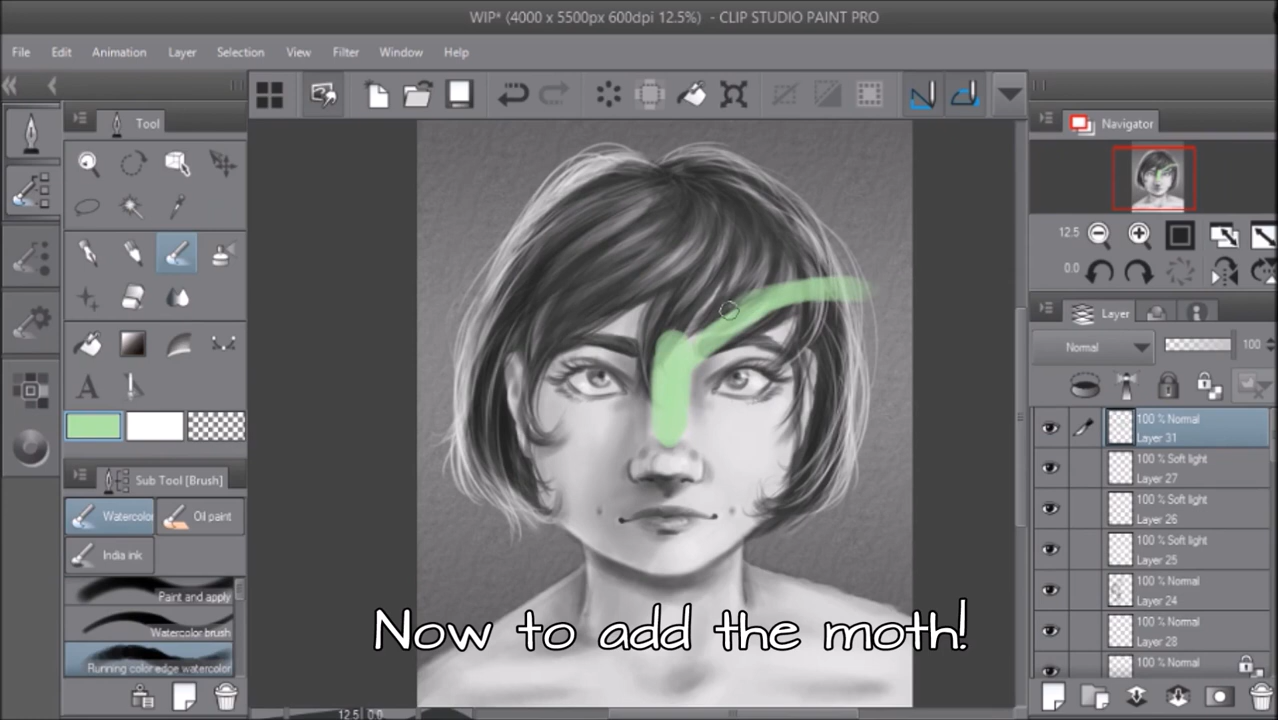 WIP* (4000 x 5500px 600dpi 12.5%) - CLIP STUDIO PAINT PRO
File Edit Animation Layer Selection View Filter Window Help
Tool
Navigator
12.5
0.0
Layer
Normal 100
100 % Normal
Layer 31
100 % Soft light
Layer 27
100 % Soft light
Layer 26
100 % Soft light
Layer 25
100 % Normal
Layer 24
100 % Normal
Layer 28
100 % Normal
Sub Tool [Brush]
Watercolor Oil paint
India ink
Paint and apply
Watercolor brush
Running color edge watercolor
Now to add the moth!
12.5 0.0